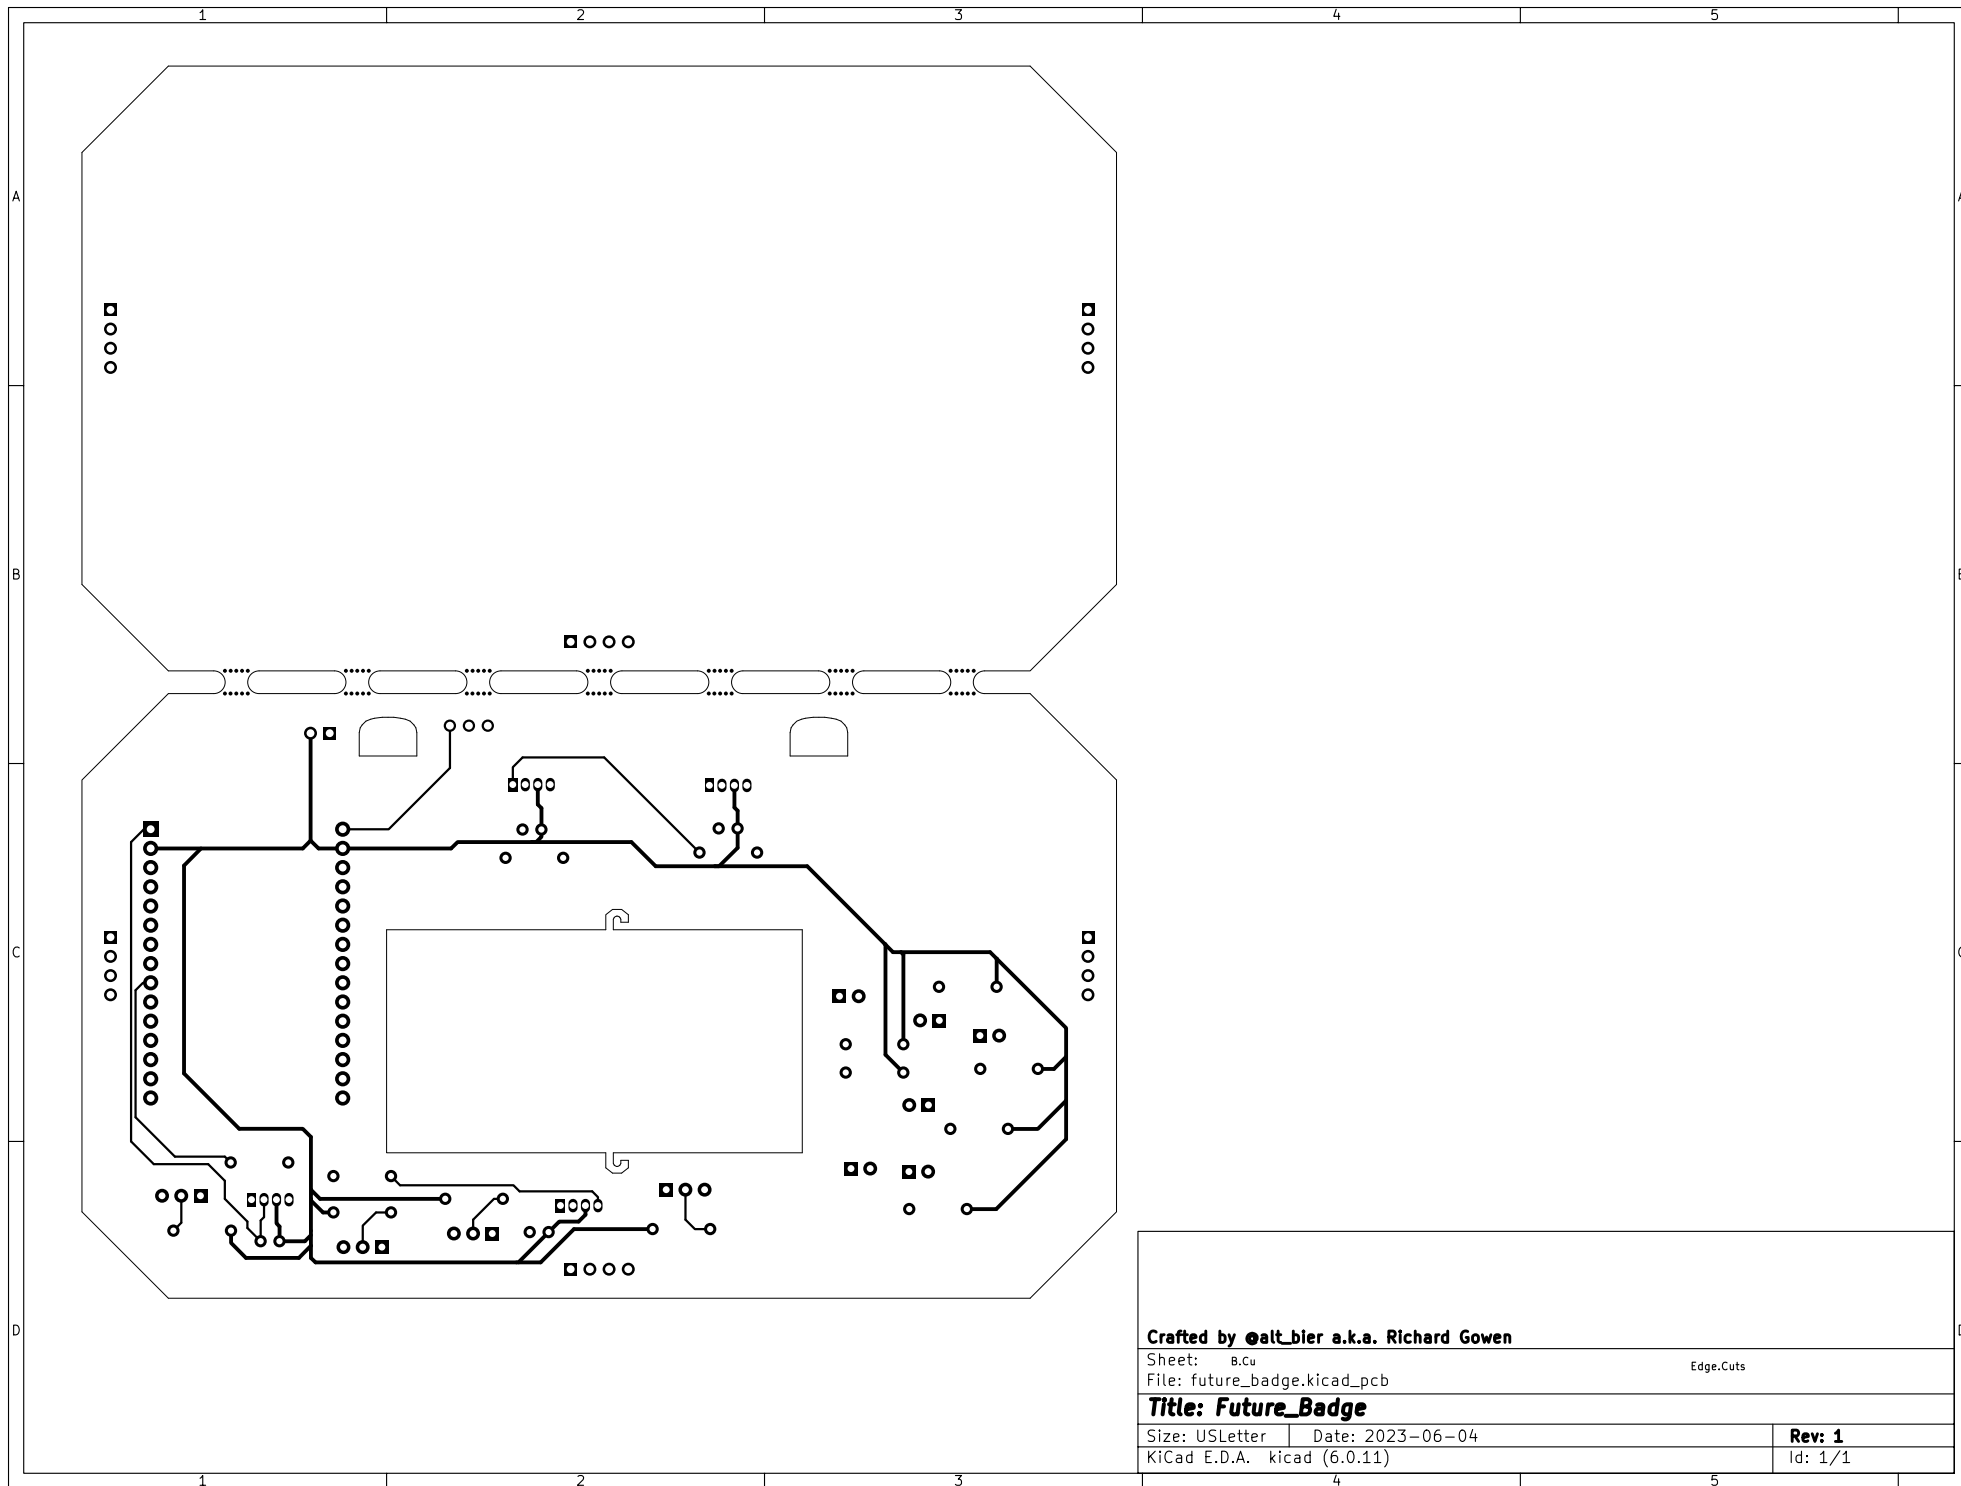 1 2 3 4 5
A A
B B
C C
D D
Crafted by @alt_bier a.k.a. Richard Gowen
Sheet: B.Cu Edge.Cuts
File: future_badge.kicad_pcb
Title: Future_Badge
Size: USLetter Date: 2023-06-04 Rev: 1
KiCad E.D.A. kicad (6.0.11) Id: 1/1
1 2 3 4 5